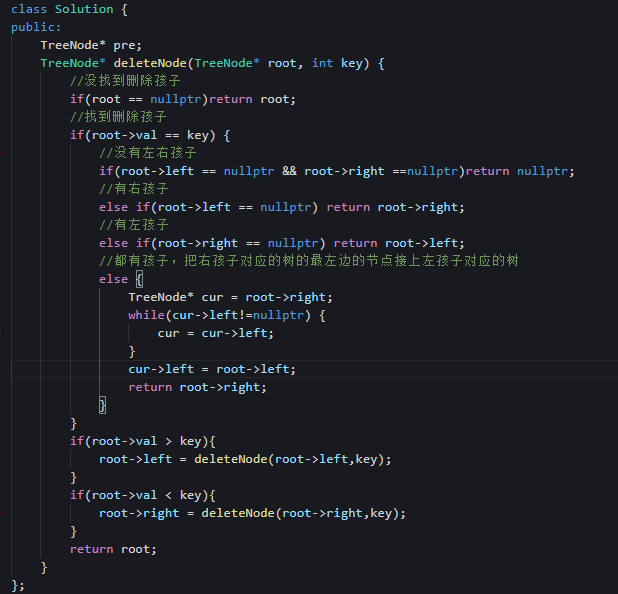 class Solution {
public:
    TreeNode* pre;
    TreeNode* deleteNode(TreeNode* root, int key) {
        //没找到删除孩子
        if(root == nullptr)return root;
        //找到删除孩子
        if(root->val == key) {
            //没有左右孩子
            if(root->left == nullptr && root->right ==nullptr)return nullptr;
            //有右孩子
            else if(root->left == nullptr) return root->right;
            //有左孩子
            else if(root->right == nullptr) return root->left;
            //都有孩子，把右孩子对应的树的最左边的节点接上左孩子对应的树
            else {
                TreeNode* cur = root->right;
                while(cur->left!=nullptr) {
                    cur = cur->left;
                }
                cur->left = root->left;
                return root->right;
            }
        }
        if(root->val > key){
            root->left = deleteNode(root->left,key);
        }
        if(root->val < key){
            root->right = deleteNode(root->right,key);
        }
        return root;
    }
};